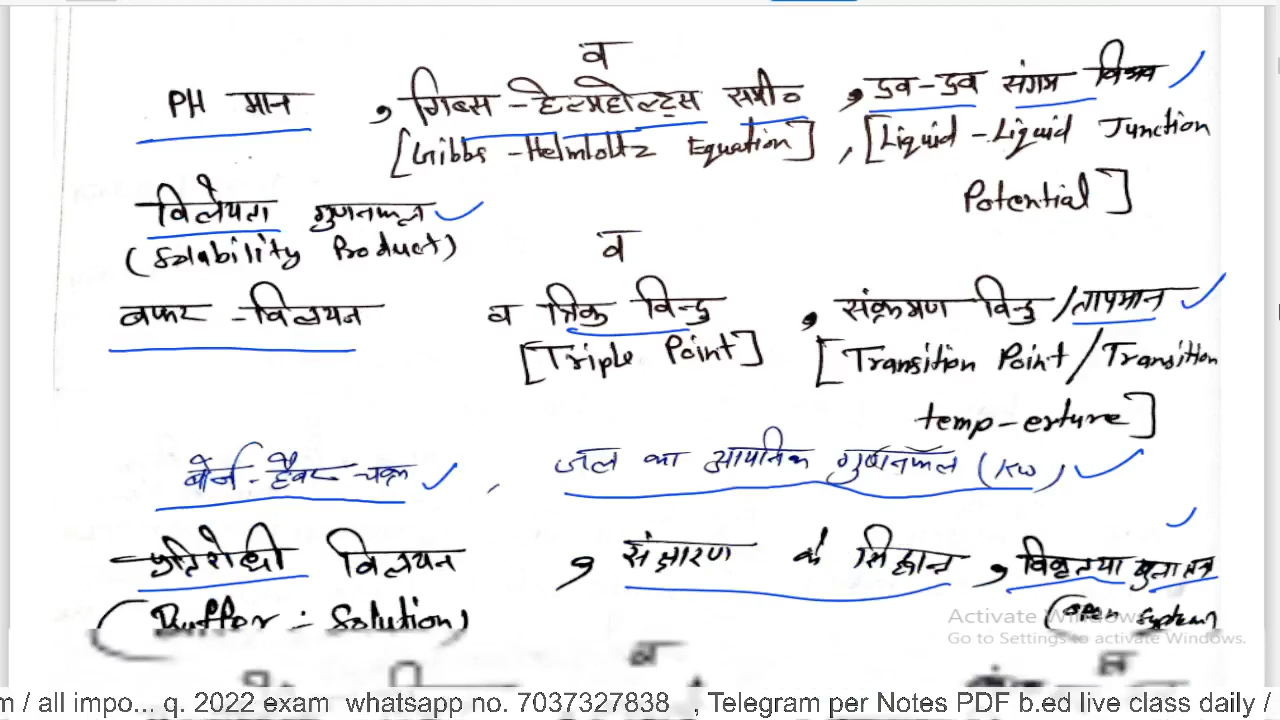 व
PH मान , गिब्स - हेल्महोल्ट्स समी० , द्रव - द्रव संगम विभव
[Gibbs - Helmholtz Equation] , [Liquid - Liquid Junction
Potential]
विलेयता गुणनफल
(Solability Product)
व
बफर - विलयन व त्रिक बिन्दु , संक्रमण बिन्दु / तापमान
[Triple Point] [Transition Point / Transition
temp - erture]
बोर्न - हैबर - चक्र , जल का आयनिक गुणनफल (Kw)
प्रतिरोधी विलयन , संक्षारण के सिद्धान्त , विवृत या खुला तंत्र
(Buffer : Solution) (open system)
Activate Windows
Go to Settings to activate Windows.
m / all impo... q. 2022 exam whatsapp no. 7037327838 , Telegram per Notes PDF b.ed live class daily /